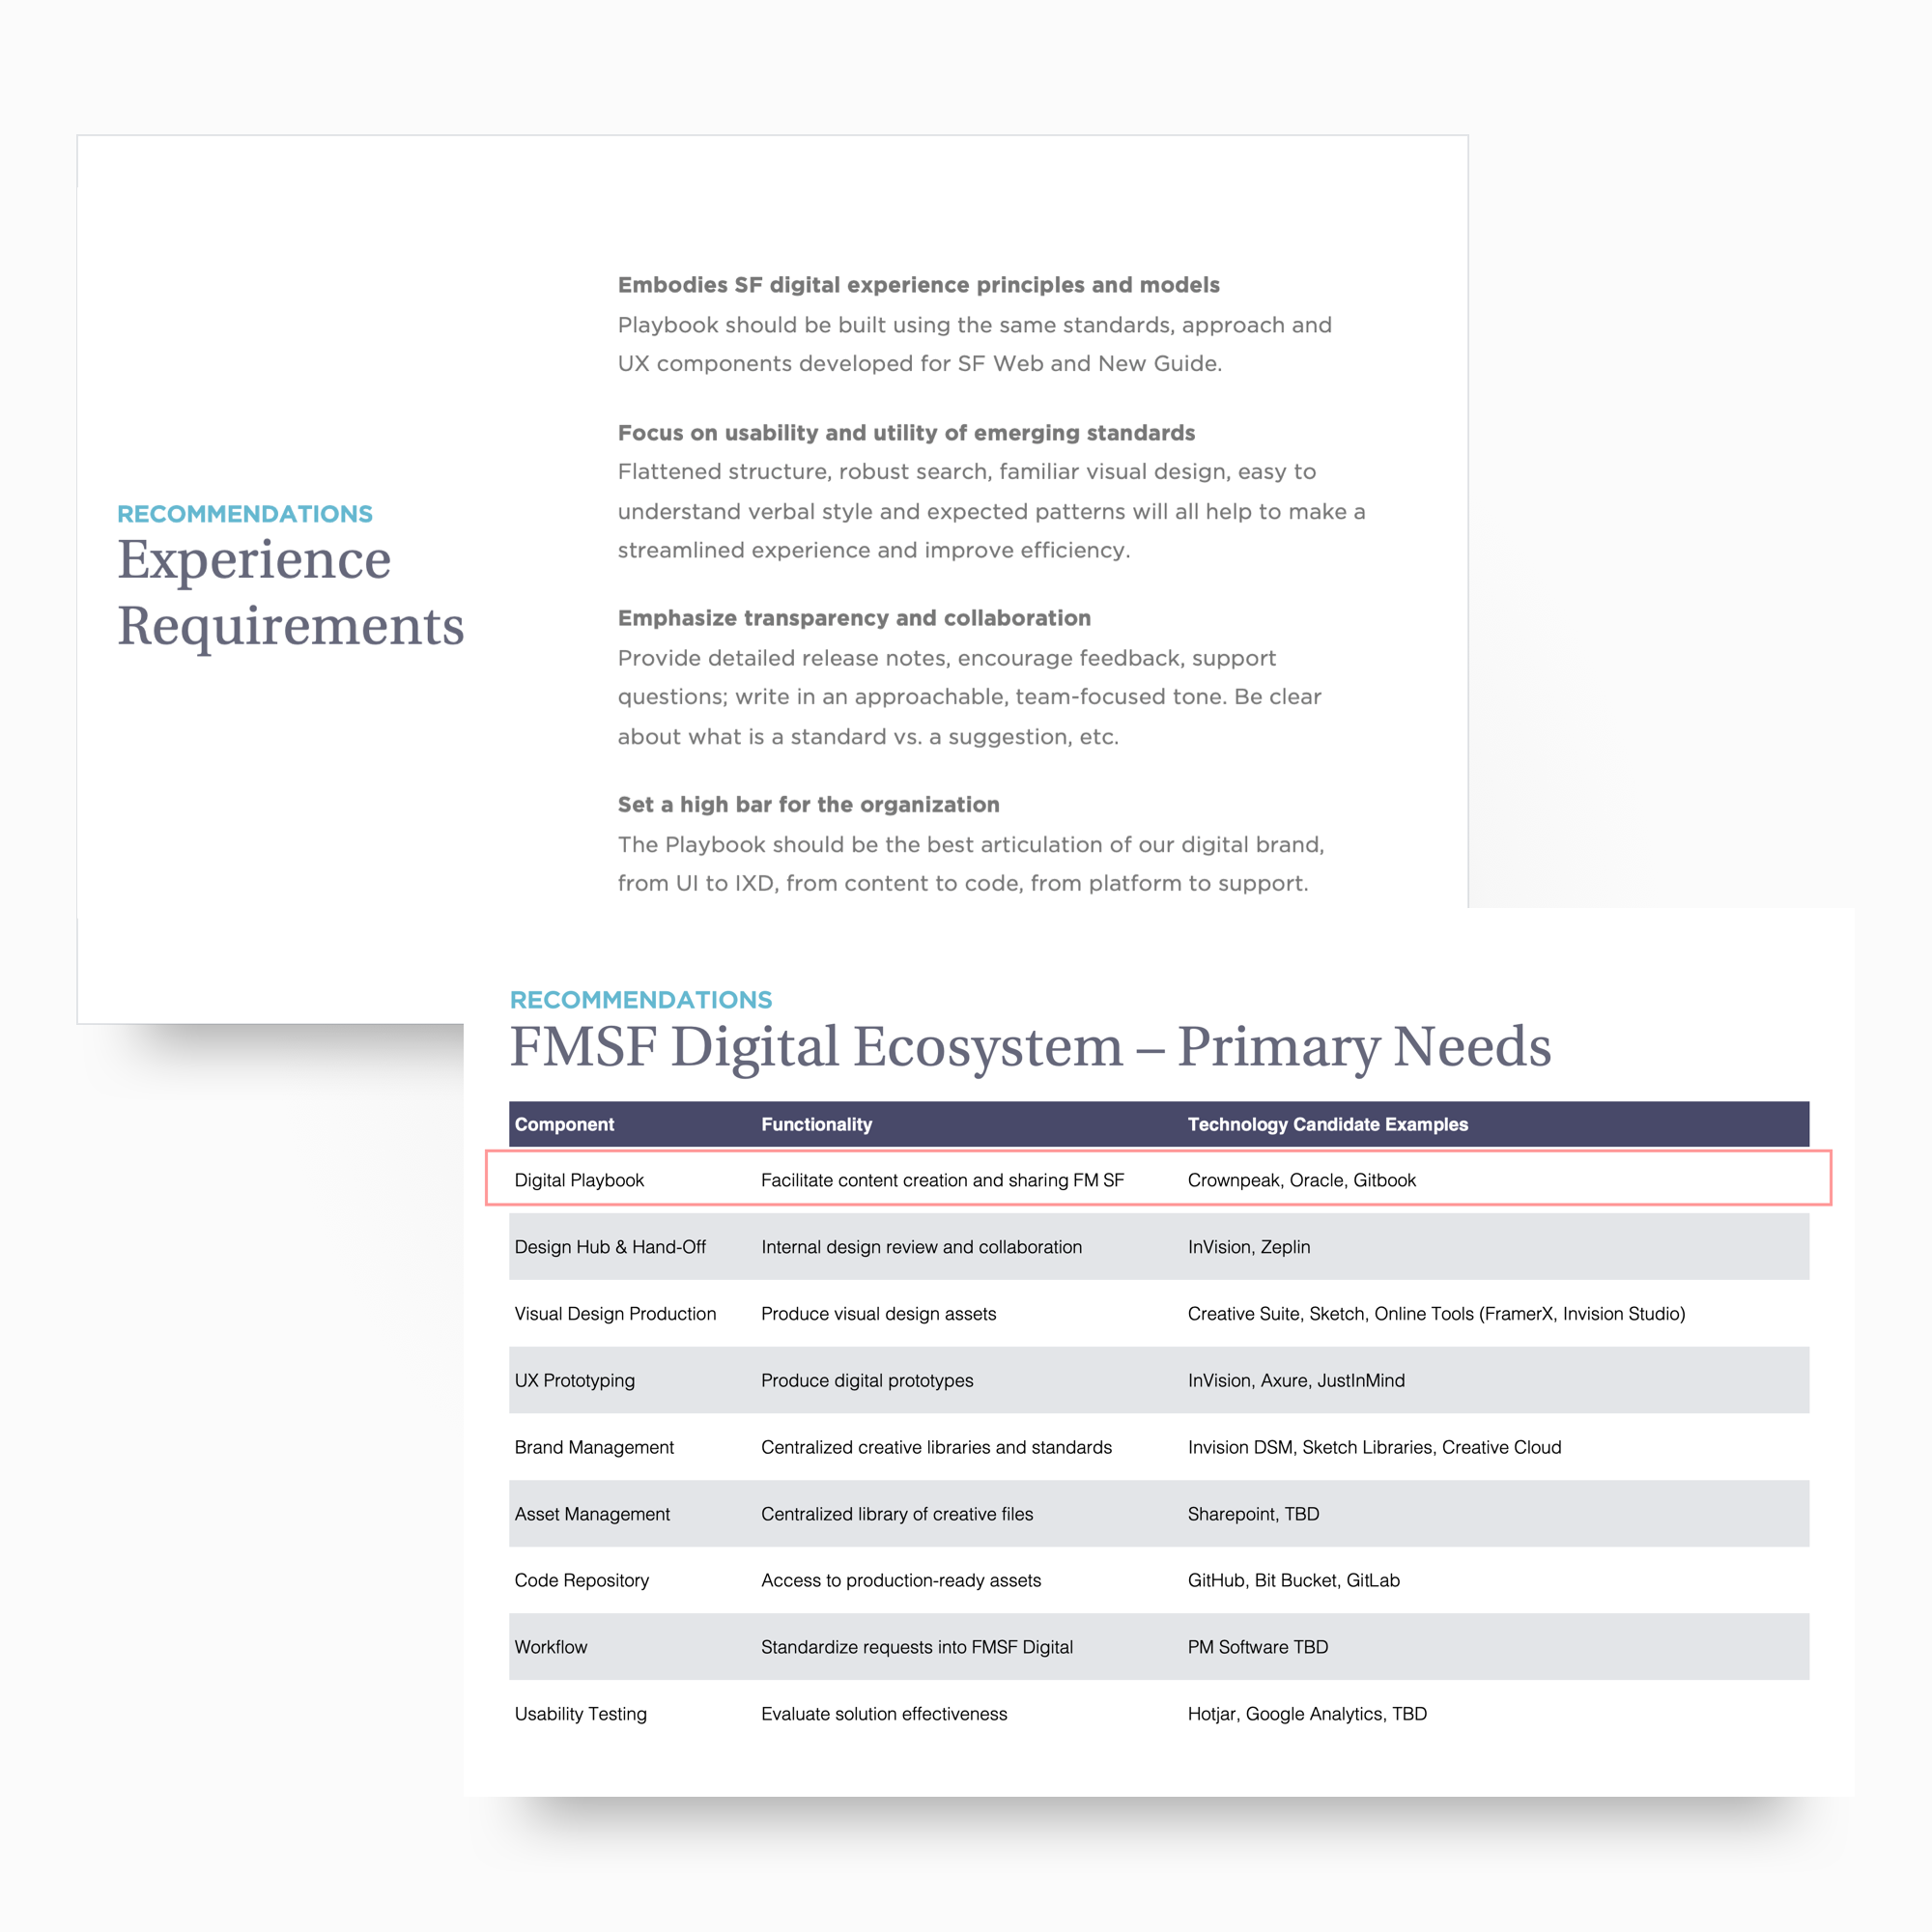 RECOMMENDATIONS
Experience
Requirements
Embodies SF digital experience principles and models
Playbook should be built using the same standards, approach and
UX components developed for SF Web and New Guide.
Focus on usability and utility of emerging standards
Flattened structure, robust search, familiar visual design, easy to
understand verbal style and expected patterns will all help to make a
streamlined experience and improve efficiency.
Emphasize transparency and collaboration
Provide detailed release notes, encourage feedback, support
questions; write in an approachable, team-focused tone. Be clear
about what is a standard vs. a suggestion, etc.
Set a high bar for the organization
The Playbook should be the best articulation of our digital brand,
from UI to IXD, from content to code, from platform to support.
RECOMMENDATIONS
FMSF Digital Ecosystem – Primary Needs
Component Functionality Technology Candidate Examples
Digital Playbook Facilitate content creation and sharing FM SF Crownpeak, Oracle, Gitbook
Design Hub & Hand-Off Internal design review and collaboration InVision, Zeplin
Visual Design Production Produce visual design assets Creative Suite, Sketch, Online Tools (FramerX, Invision Studio)
UX Prototyping Produce digital prototypes InVision, Axure, JustInMind
Brand Management Centralized creative libraries and standards Invision DSM, Sketch Libraries, Creative Cloud
Asset Management Centralized library of creative files Sharepoint, TBD
Code Repository Access to production-ready assets GitHub, Bit Bucket, GitLab
Workflow Standardize requests into FMSF Digital PM Software TBD
Usability Testing Evaluate solution effectiveness Hotjar, Google Analytics, TBD